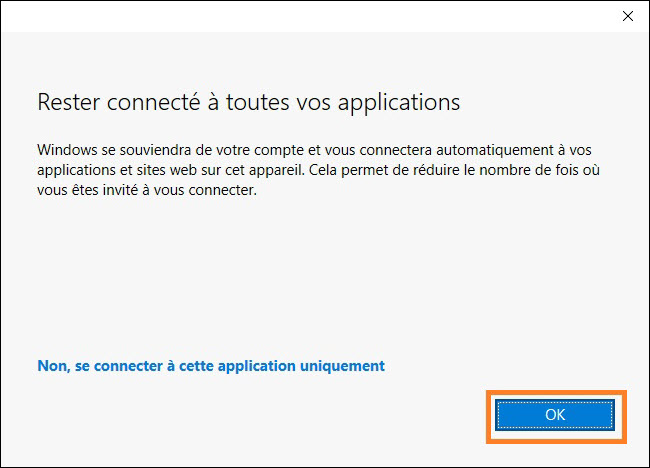 Rester connecté à toutes vos applications
Windows se souviendra de votre compte et vous connectera automatiquement à vos
applications et sites web sur cet appareil. Cela permet de réduire le nombre de fois où
vous êtes invité à vous connecter.
Non, se connecter à cette application uniquement
OK